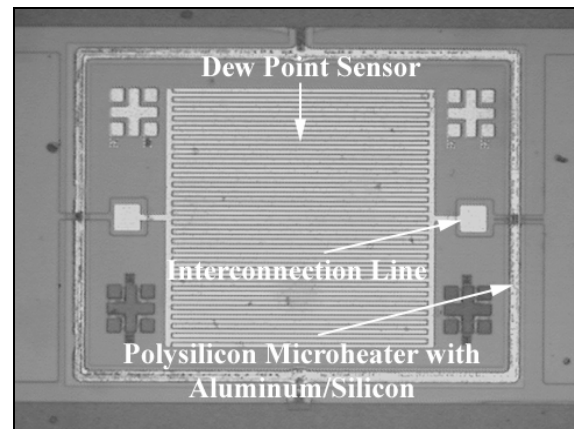 Dew Point Sensor
Interconnection Line
Polysilicon Microheater with
Aluminum/Silicon